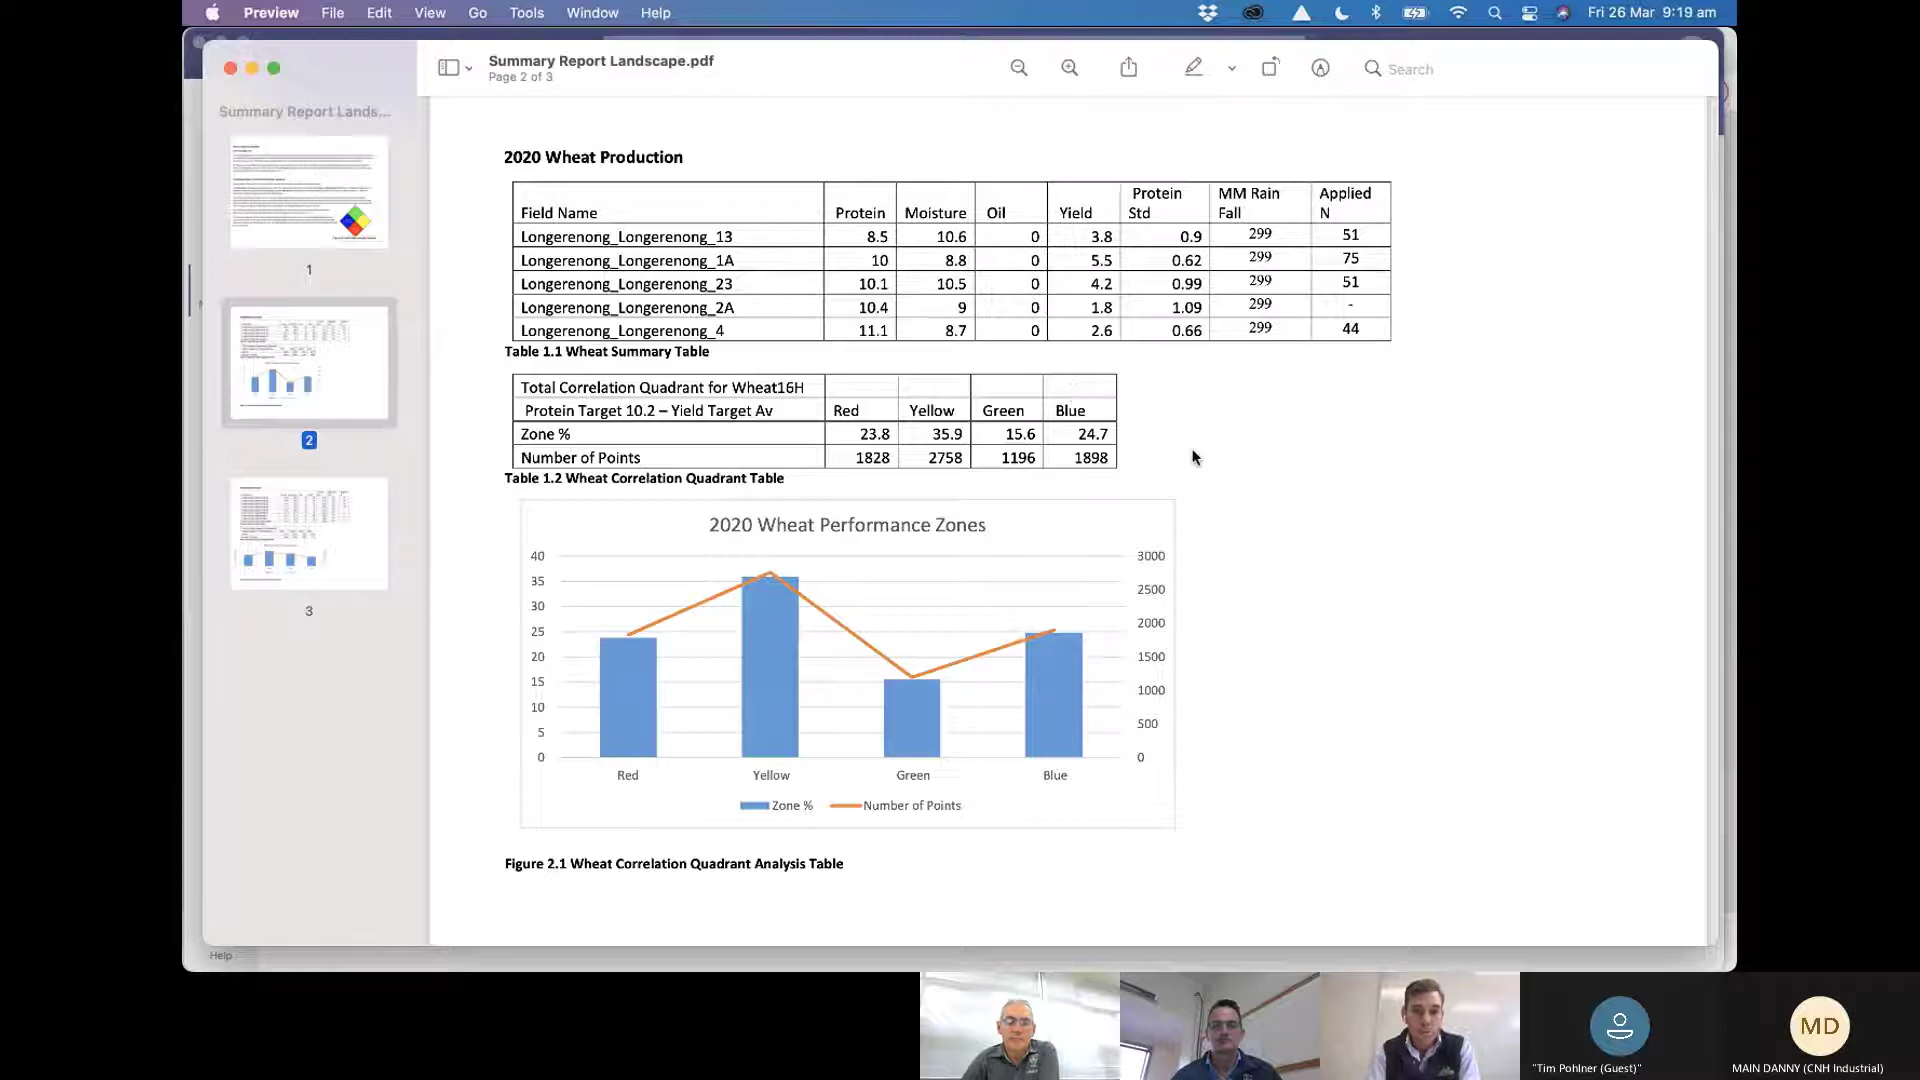 Preview File Edit View Go Tools Window Help Fri 26 Mar 9:19 am
Summary Report Landscape.pdf
Page 2 of 3
Search
Summary Report Lands...
1
2
3
2020 Wheat Production
Field Name Protein Moisture Oil Yield Protein Std MM Rain Fall Applied N
Longerenong_Longerenong_13 8.5 10.6 0 3.8 0.9 299 51
Longerenong_Longerenong_1A 10 8.8 0 5.5 0.62 299 75
Longerenong_Longerenong_23 10.1 10.5 0 4.2 0.99 299 51
Longerenong_Longerenong_2A 10.4 9 0 1.8 1.09 299 -
Longerenong_Longerenong_4 11.1 8.7 0 2.6 0.66 299 44
Table 1.1 Wheat Summary Table
Total Correlation Quadrant for Wheat16H
Protein Target 10.2 – Yield Target Av Red Yellow Green Blue
Zone % 23.8 35.9 15.6 24.7
Number of Points 1828 2758 1196 1898
Table 1.2 Wheat Correlation Quadrant Table
2020 Wheat Performance Zones
40 3000
35 2500
30
25 2000
20 1500
15 1000
10
5 500
0 0
Red Yellow Green Blue
Zone % Number of Points
Figure 2.1 Wheat Correlation Quadrant Analysis Table
Help
MD
"Tim Pohlner (Guest)" MAIN DANNY (CNH Industrial)